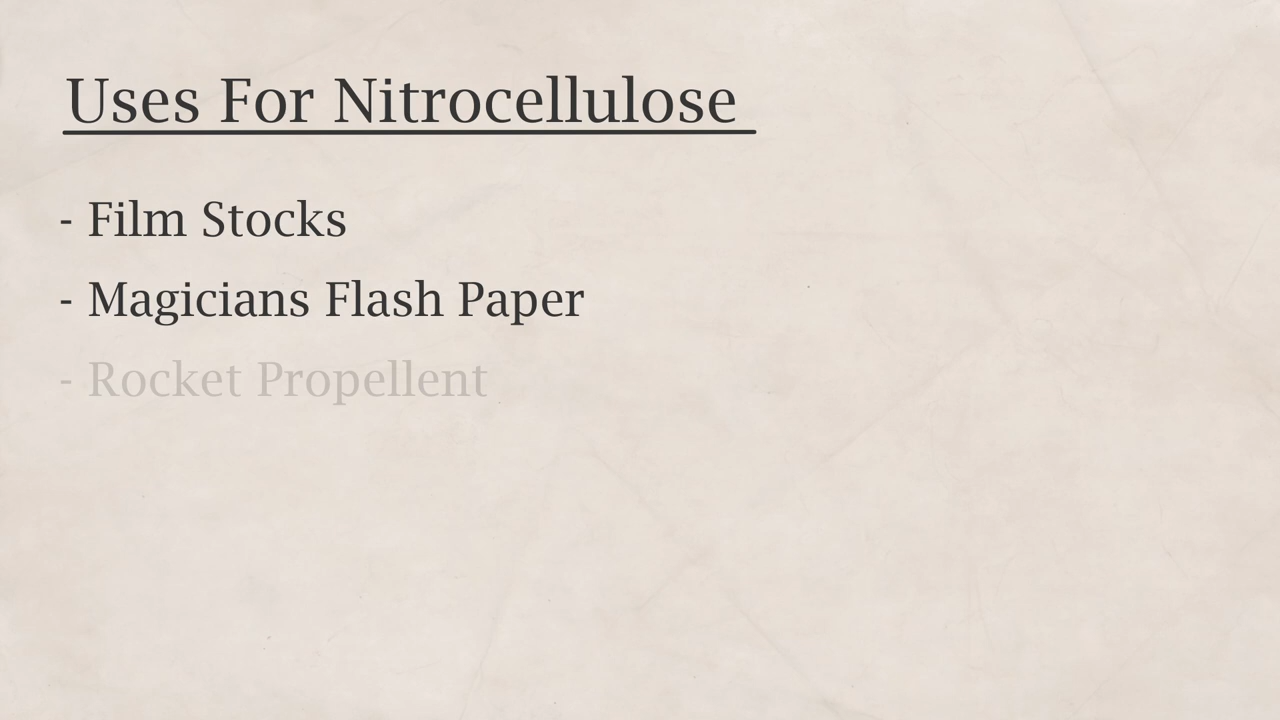 Uses For Nitrocellulose
- Film Stocks
- Magicians Flash Paper
- Rocket Propellent